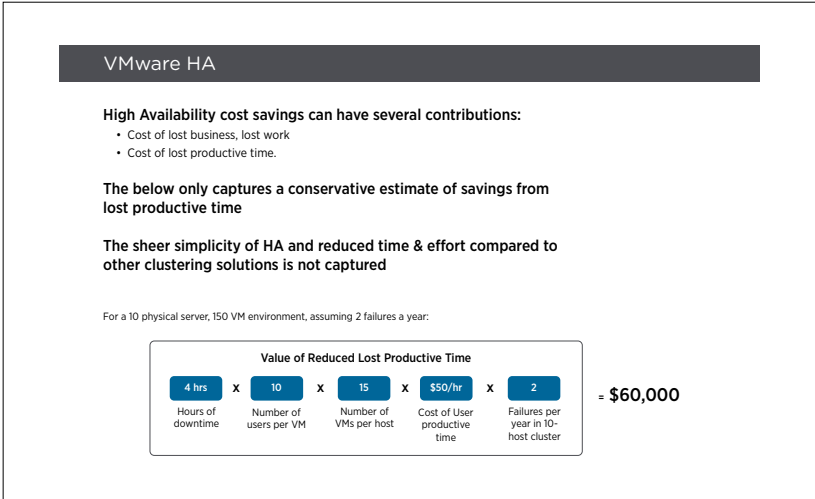 VMware HA
High Availability cost savings can have several contributions:
• Cost of lost business, lost work
• Cost of lost productive time.
The below only captures a conservative estimate of savings from
lost productive time
The sheer simplicity of HA and reduced time & effort compared to
other clustering solutions is not captured
For a 10 physical server, 150 VM environment, assuming 2 failures a year:
Value of Reduced Lost Productive Time
4 hrs x 10 x 15 x $50/hr x 2 = $60,000
Hours of downtime
Number of users per VM
Number of VMs per host
Cost of User productive time
Failures per year in 10-host cluster